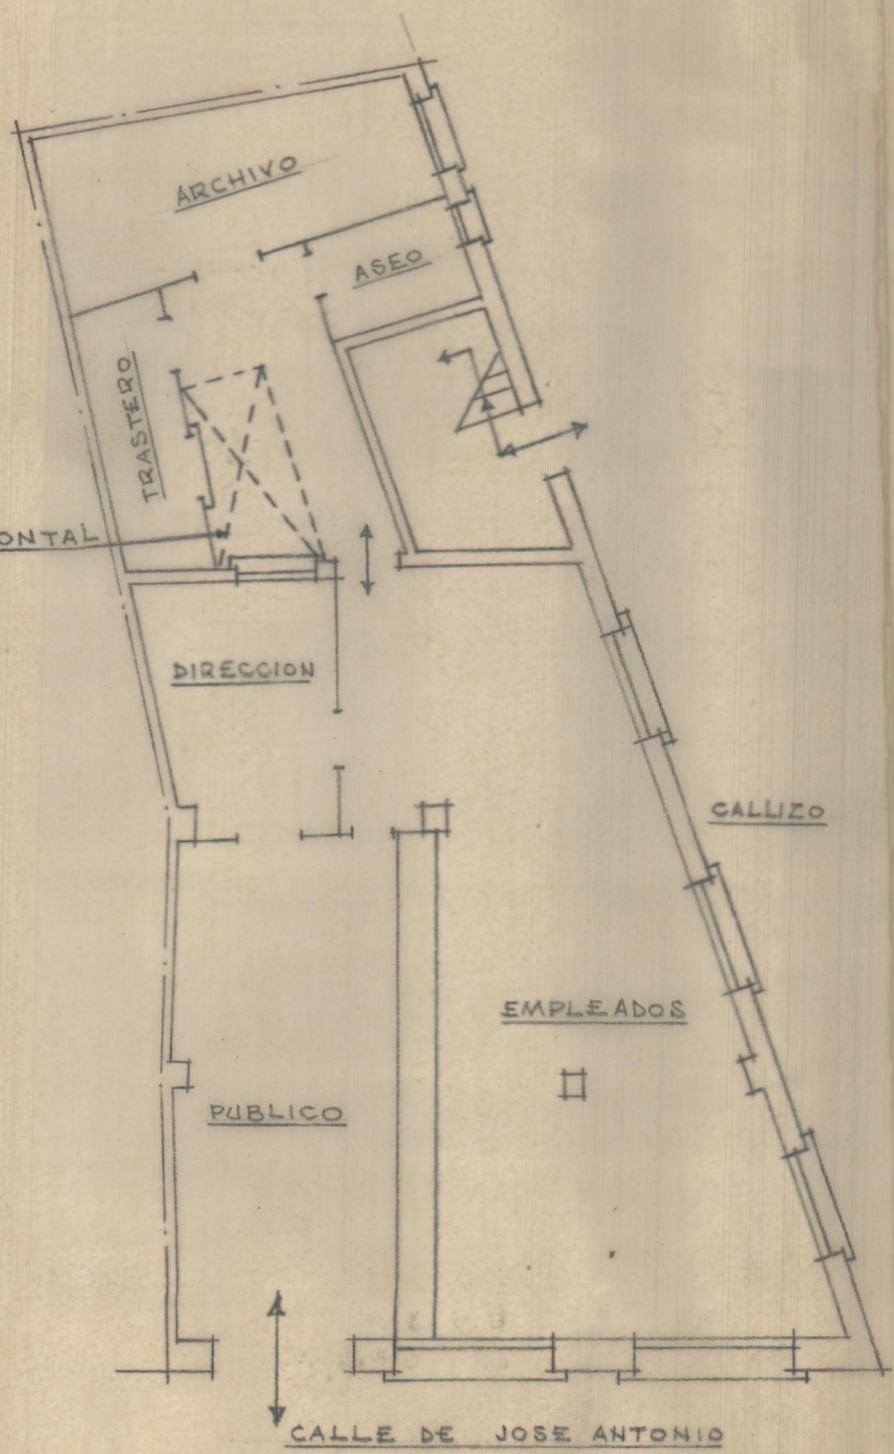 ARCHIVO
ASEO
TRASTERO
DIRECCION
CALLIZO
EMPLEADOS
PUBLICO
CALLE DE JOSE ANTONIO